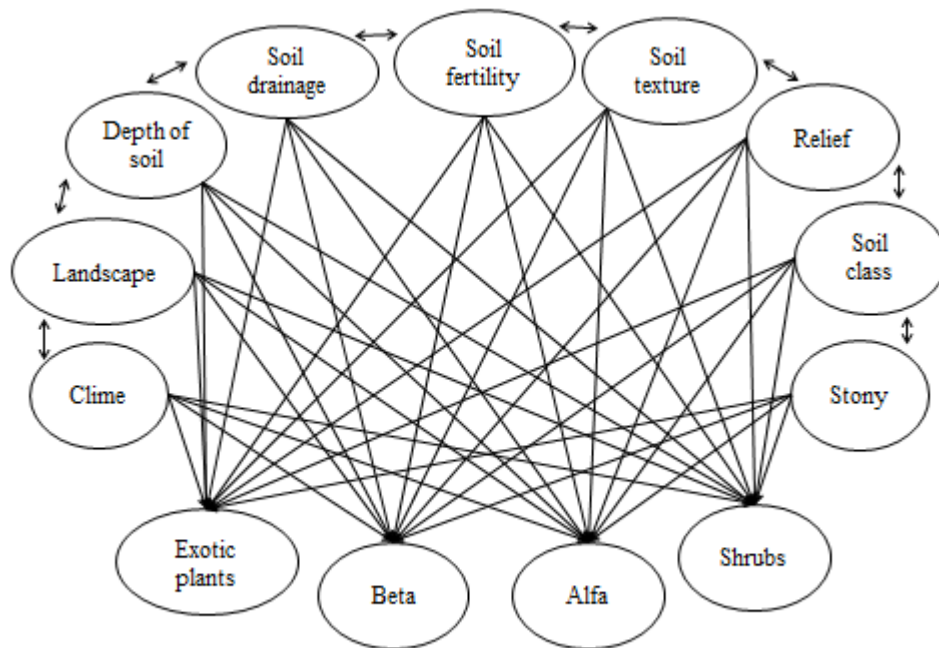 Soil
drainage
Soil
fertility
Soil
texture
Depth of
soil
Relief
Landscape
Soil
class
Clime
Stony
Exotic
plants
Beta
Alfa
Shrubs